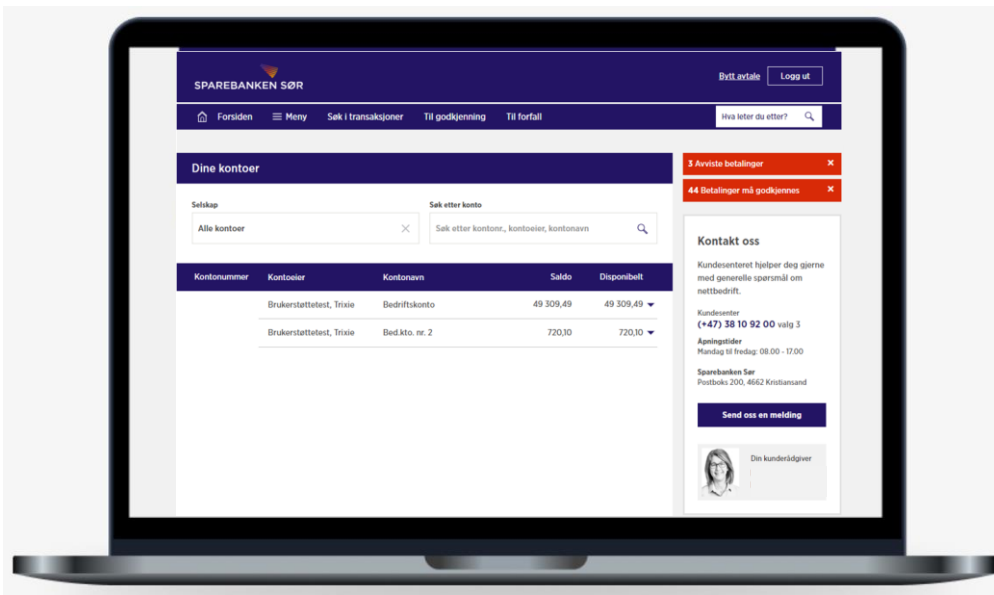 SPAREBANKEN SØR
Bytt avtale
Logg ut
Forsiden
Meny
Søk i transaksjoner
Til godkjenning
Til forfall
Hva leter du etter?
Dine kontoer
Selskap
Søk etter konto
Alle kontoer
Søk etter kontonr., kontoeier, kontonavn
Kontonummer Kontoeier Kontonavn Saldo Disponibelt
Brukerstøttetest, Trixie Bedriftskonto 49 309,49 49 309,49
Brukerstøttetest, Trixie Bed.kto. nr. 2 720,10 720,10
3 Avviste betalinger
44 Betalinger må godkjennes
Kontakt oss
Kundesenteret hjelper deg gjerne
med generelle spørsmål om
nettbedrift.
Kundesenter
(+47) 38 10 92 00 valg 3
Åpningstider
Mandag til fredag: 08.00 - 17.00
Sparebanken Sør
Postboks 200, 4662 Kristiansand
Send oss en melding
Din kunderådgiver